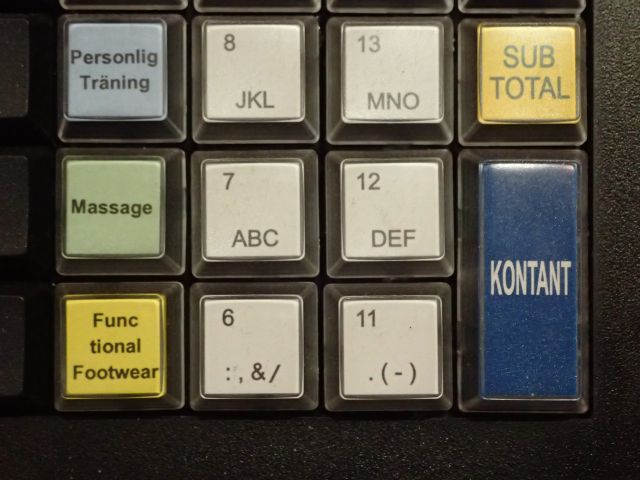 Personlig
Träning
8
JKL
13
MNO
SUB
TOTAL
Massage
7
ABC
12
DEF
KONTANT
Func
tional
Footwear
6
:,&/
11
.(-)